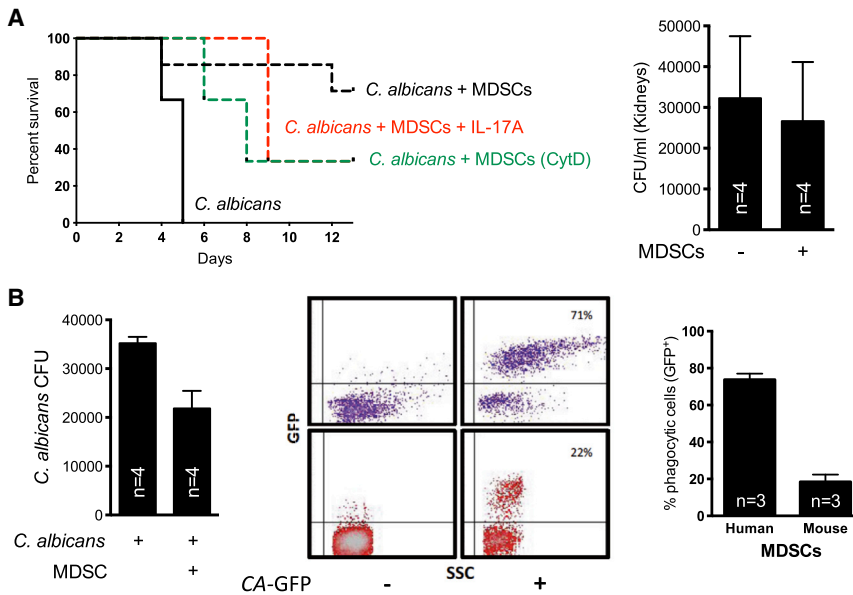 A
Percent survival
100
80
60
40
20
0
0 2 4 6 8 10 12
Days
C. albicans + MDSCs
C. albicans + MDSCs + IL-17A
C. albicans + MDSCs (CytD)
C. albicans
CFU/ml (Kidneys)
50000
40000
30000
20000
10000
0
n=4 n=4
MDSCs - +
B
C. albicans CFU
40000
30000
20000
10000
0
n=4 n=4
C. albicans + +
MDSC +
GFP
71%
22%
SSC
CA-GFP - +
% phagocytic cells (GFP+)
100
80
60
40
20
0
n=3 n=3
Human Mouse
MDSCs